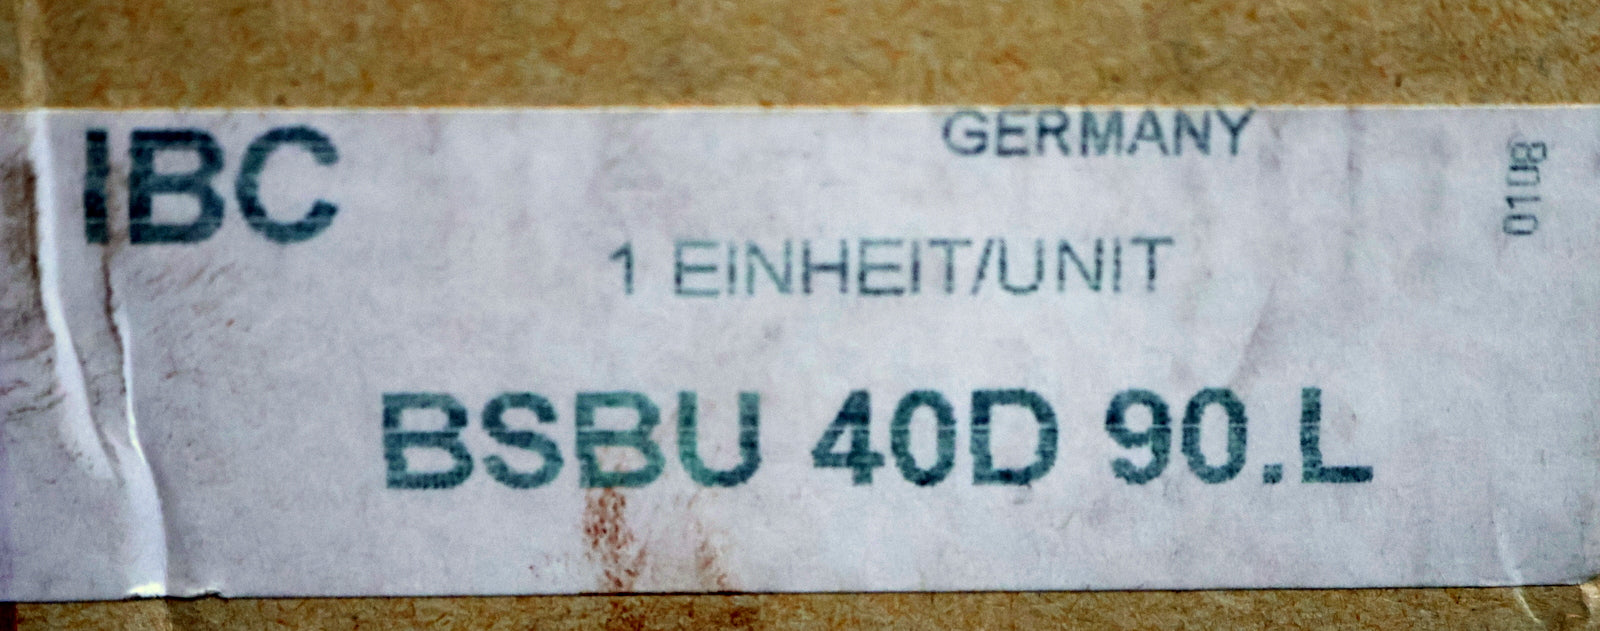 IBC
GERMANY
0108
1 EINHEIT/UNIT
BSBU 40D 90.L